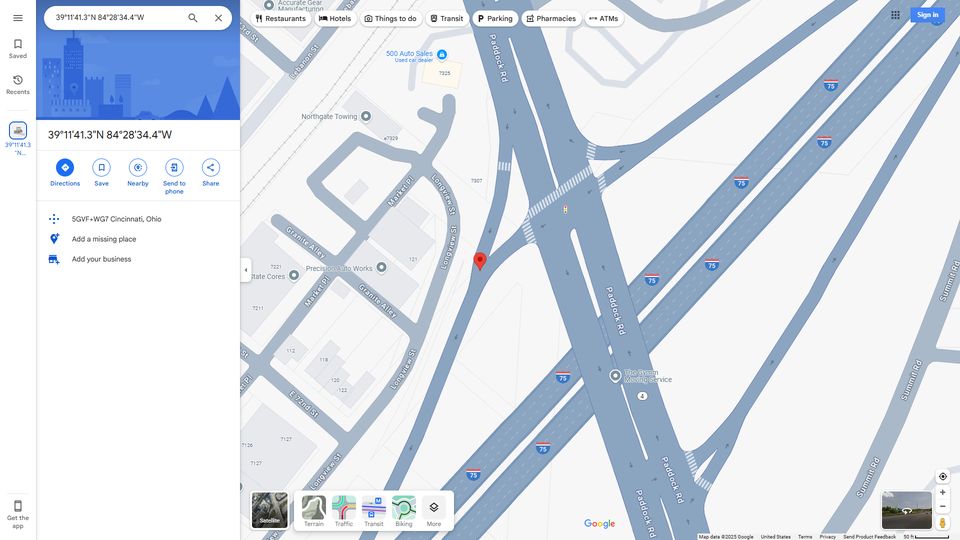 39°11'41.3"N 84°28'34.4"W
Saved
Recents
39°11'41.3
"N...
Get the
app
39°11'41.3"N 84°28'34.4"W
Directions
Save
Nearby
Send to
phone
Share
5GVF+WG7 Cincinnati, Ohio
Add a missing place
Add your business
Restaurants
Hotels
Things to do
Transit
Parking
Pharmacies
ATMs
Sign in
Accurate Gear
Manufacturing
Lebanon St
500 Auto Sales
Used car dealer
7325
Paddock Rd
75
75
75
75
75
75
75
75
Northgate Towing
e7329
7307
Market Pl
Longview St
Longview St
Granite Alley
7221
121
Precision Auto Works
State Cores
Market Pl
7211
Granite Alley
Paddock Rd
112
118
120
122
Longview St
E 72nd St
The Gymm
Moving Service
4
Summit Rd
Summit Rd
Summit Rd
7126
7127
Longview St
Paddock Rd
Paddock Rd
Satellite
Terrain
Traffic
Transit
Biking
More
Google
Map data ©2025 Google
United States
Terms
Privacy
Send Product Feedback
50 ft